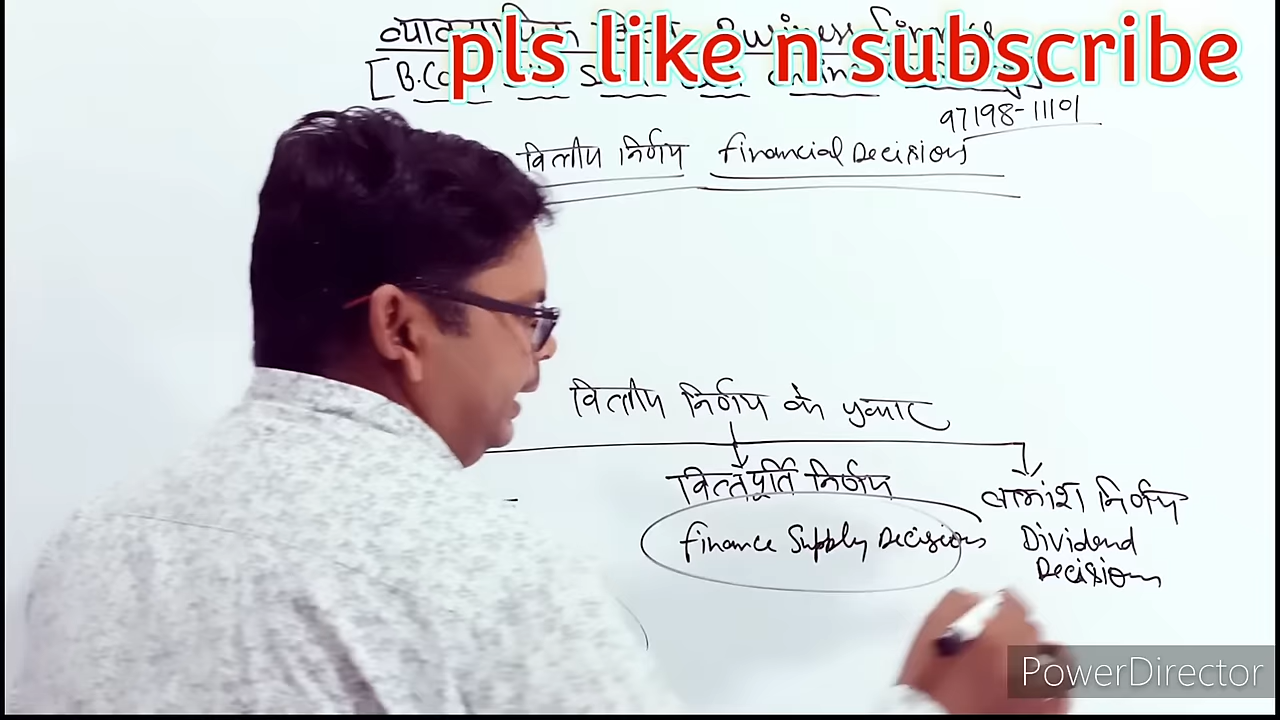 pls like n subscribe
97198-11101
वित्तीय निर्णय Financial Decisions
वित्तीय निर्णय के प्रकार
वित्तपूर्ति निर्णय
Finance Supply Decisions
लाभांश निर्णय
Dividend
Decisions
PowerDirector